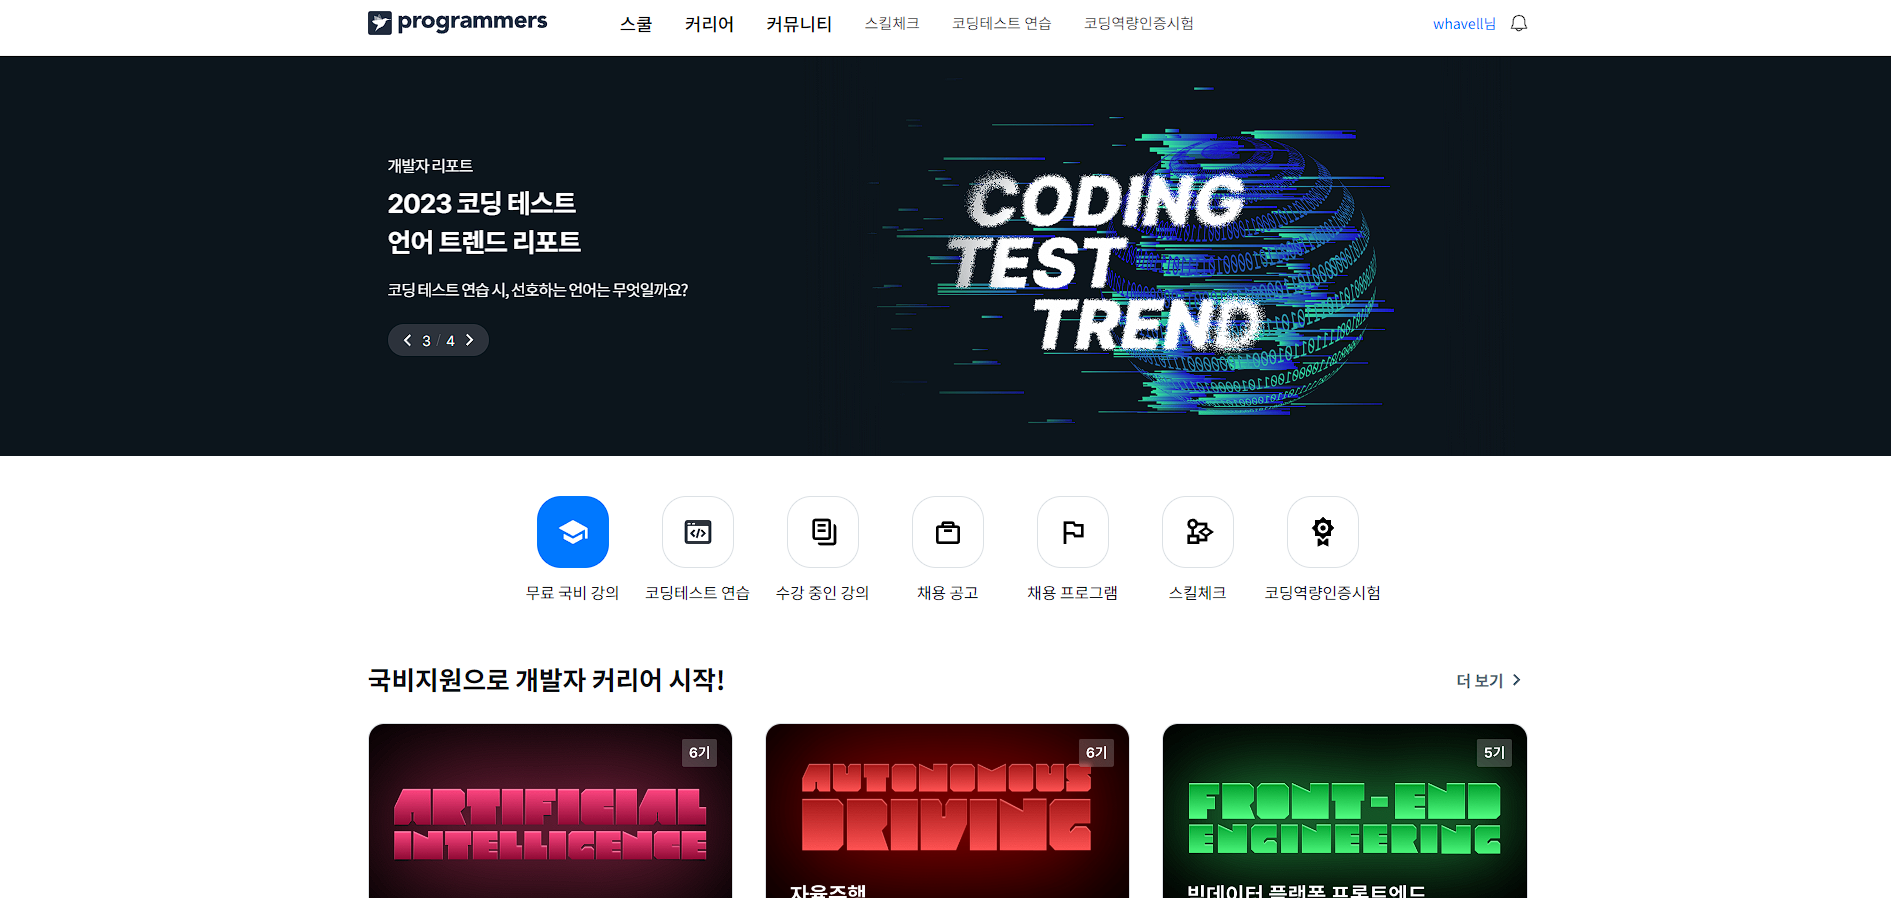 programmers
스쿨 커리어 커뮤니티 스킬체크 코딩테스트 연습 코딩역량인증시험 whavell님
개발자 리포트
2023 코딩 테스트
언어 트렌드 리포트
코딩 테스트 연습 시, 선호하는 언어는 무엇일까요?
3 / 4
CODING
TEST
TREND
무료 국비 강의 코딩테스트 연습 수강 중인 강의 채용 공고 채용 프로그램 스킬체크 코딩역량인증시험
국비지원으로 개발자 커리어 시작!
더 보기
6기
ARTIFICIAL
INTELLIGENCE
6기
AUTONOMOUS
DRIVING
자율주행
5기
FRONT-END
ENGINEERING
빅데이터 플랫폼 프론트엔드